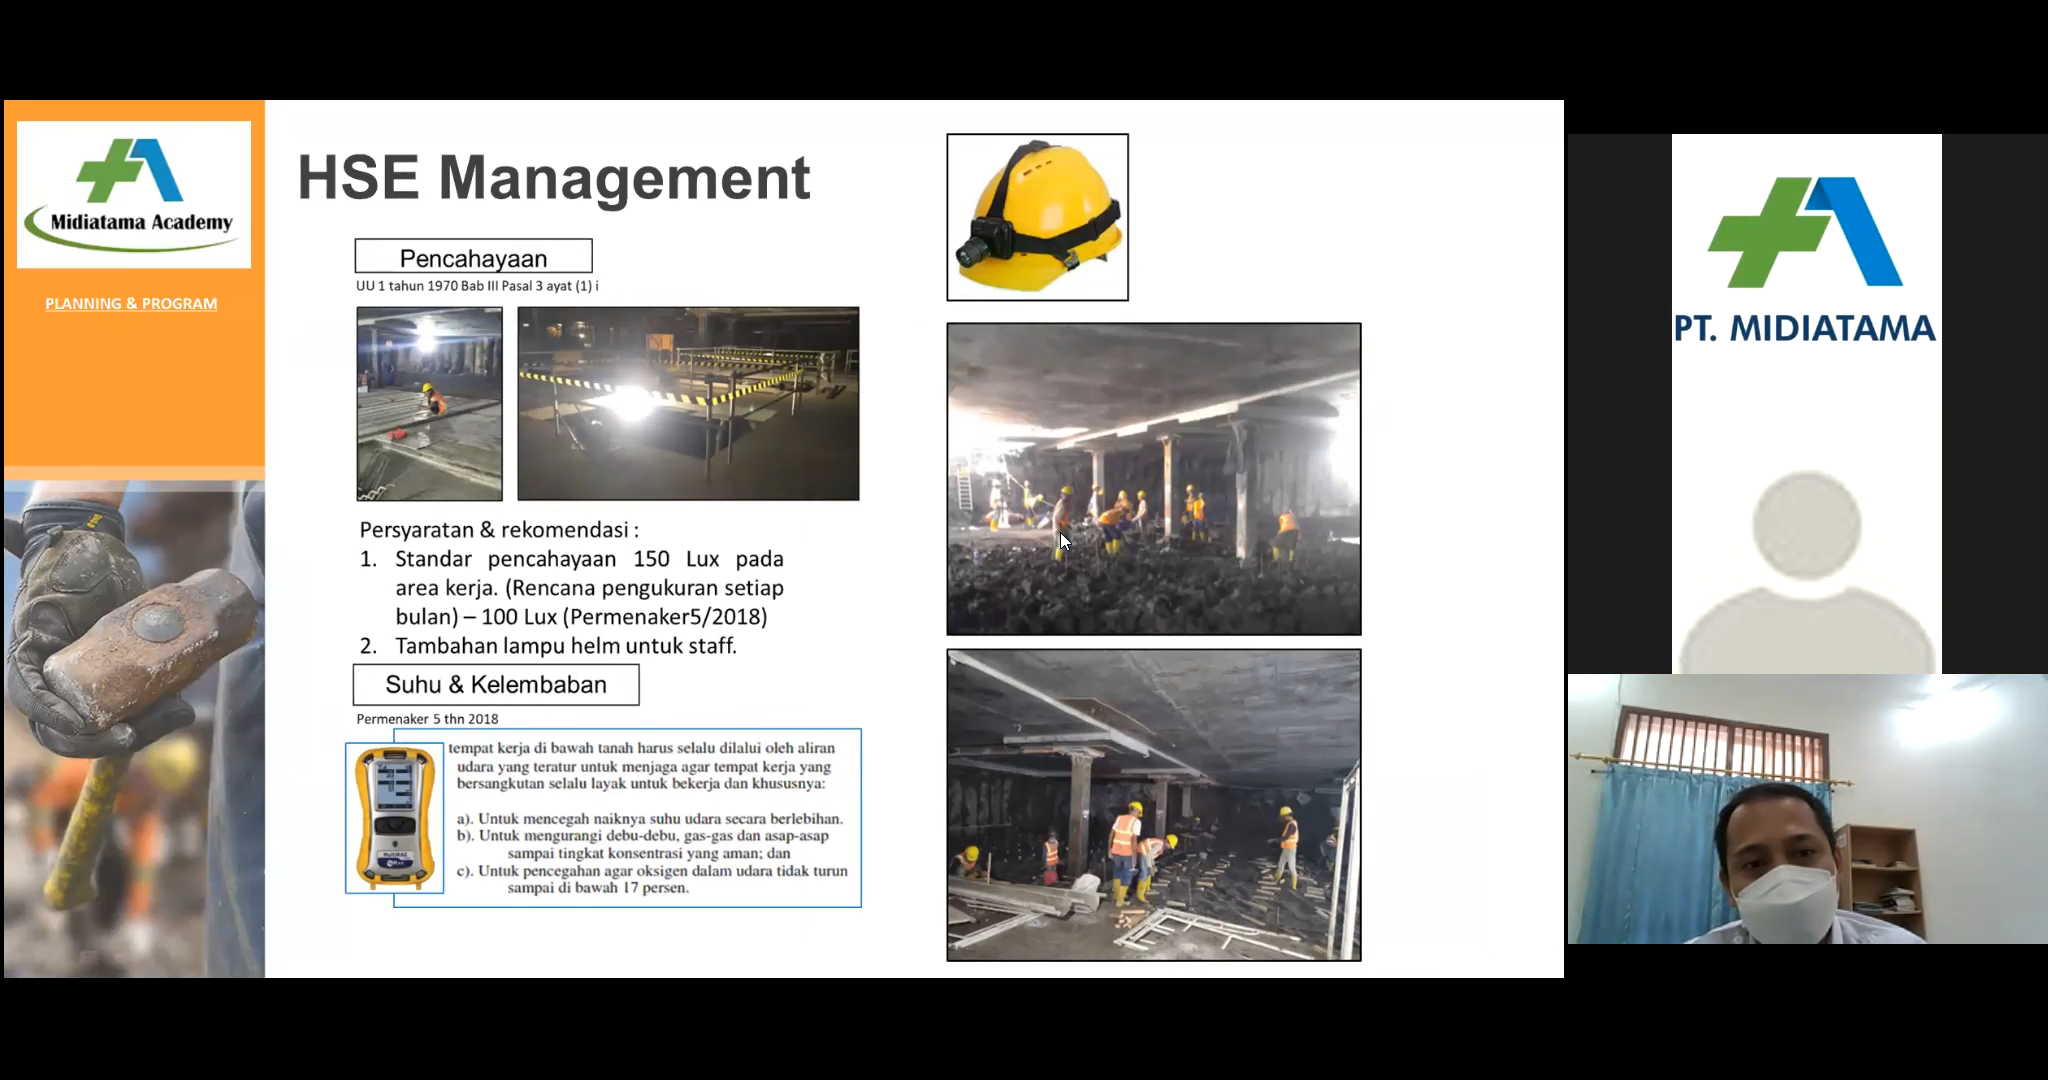 Midiatama Academy
PLANNING & PROGRAM
HSE Management
Pencahayaan
UU 1 tahun 1970 Bab III Pasal 3 ayat (1) i
Persyaratan & rekomendasi :
1. Standar pencahayaan 150 Lux pada
area kerja. (Rencana pengukuran setiap
bulan) – 100 Lux (Permenaker5/2018)
2. Tambahan lampu helm untuk staff.
Suhu & Kelembaban
Permenaker 5 thn 2018
tempat kerja di bawah tanah harus selalu dilalui oleh aliran
udara yang teratur untuk menjaga agar tempat kerja yang
bersangkutan selalu layak untuk bekerja dan khususnya:
a). Untuk mencegah naiknya suhu udara secara berlebihan.
b). Untuk mengurangi debu-debu, gas-gas dan asap-asap
sampai tingkat konsentrasi yang aman; dan
c). Untuk pencegahan agar oksigen dalam udara tidak turun
sampai di bawah 17 persen.
PT. MIDIATAMA